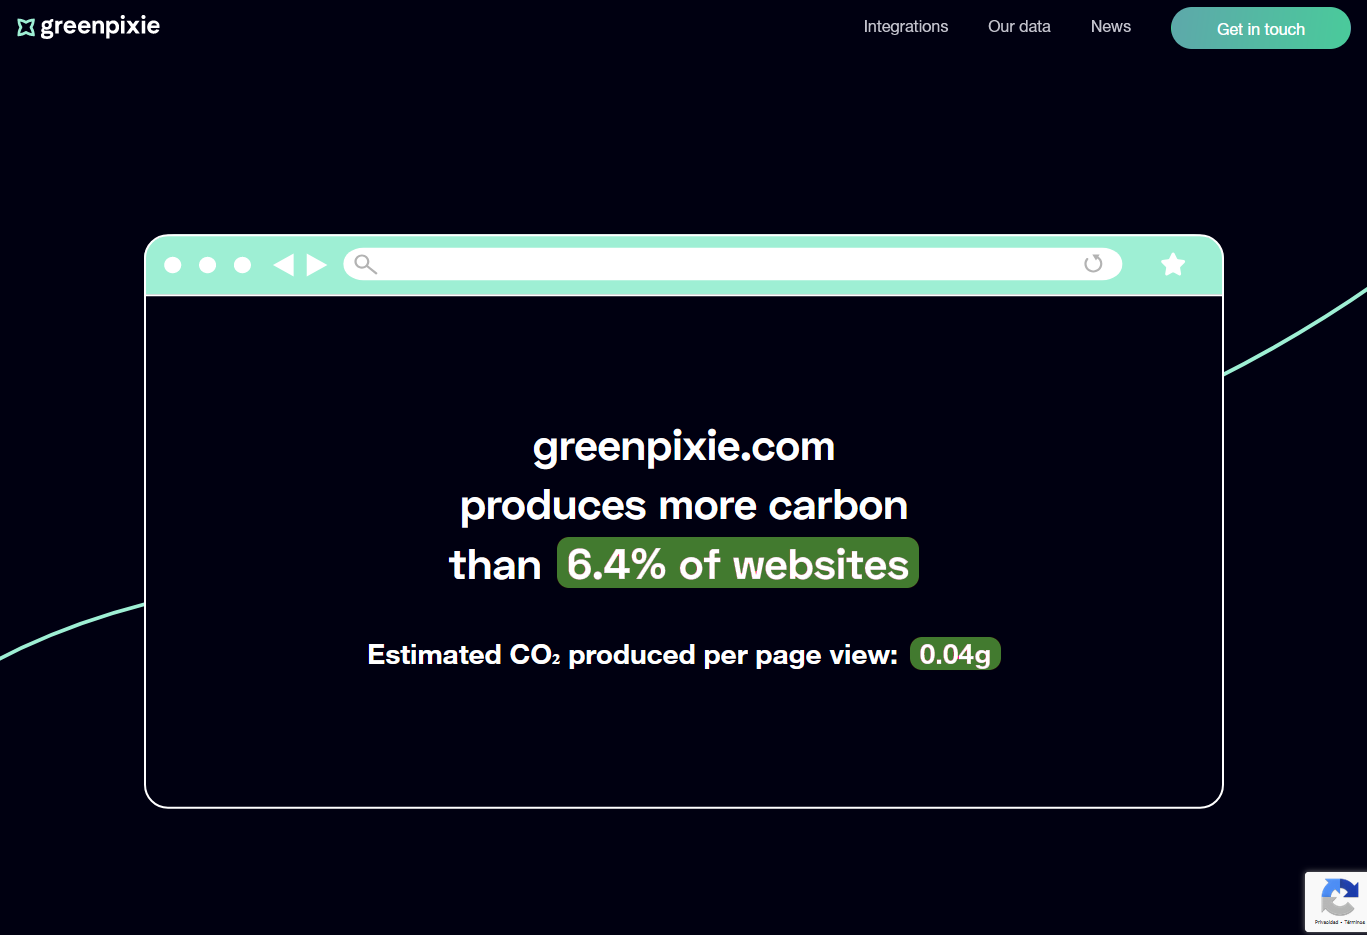 greenpixie
Integrations
Our data
News
Get in touch
greenpixie.com
produces more carbon
than 6.4% of websites
Estimated CO₂ produced per page view: 0.04g
Privacidad • Términos